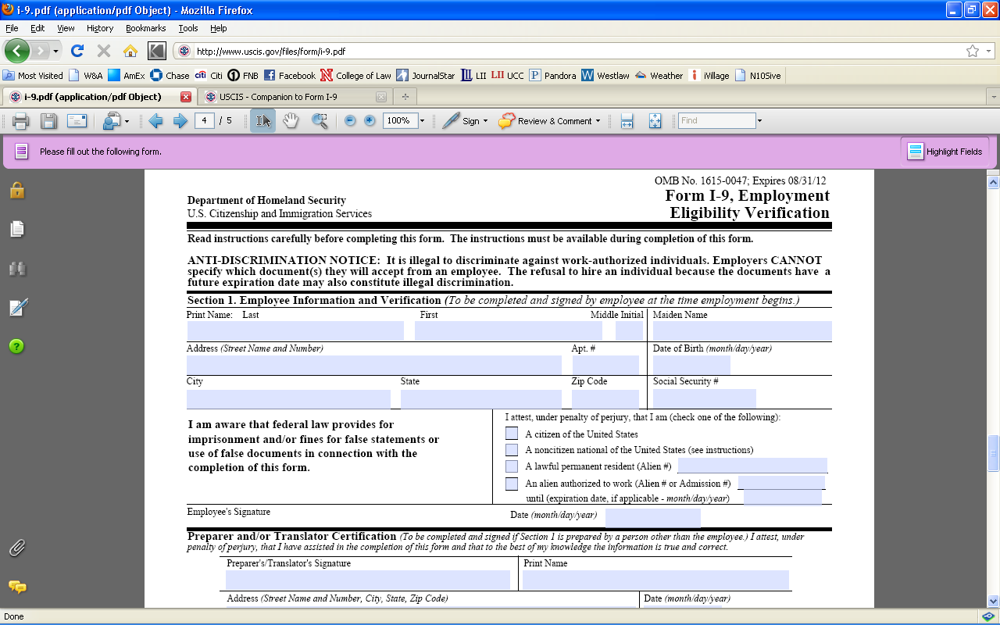 i-9.pdf (application/pdf Object) - Mozilla Firefox
File Edit View History Bookmarks Tools Help
http://www.uscis.gov/files/form/i-9.pdf
Most Visited W&A AmEx Chase citi Citi FNB Facebook College of Law JournalStar LII LII UCC Pandora Westlaw Weather iVillage N10Sive
i-9.pdf (application/pdf Object) USCIS - Companion to Form I-9
4 / 5 100% Sign Review & Comment Find
Please fill out the following form. Highlight Fields
OMB No. 1615-0047; Expires 08/31/12
Form I-9, Employment
Department of Homeland Security
U.S. Citizenship and Immigration Services
Eligibility Verification
Read instructions carefully before completing this form. The instructions must be available during completion of this form.
ANTI-DISCRIMINATION NOTICE: It is illegal to discriminate against work-authorized individuals. Employers CANNOT
specify which document(s) they will accept from an employee. The refusal to hire an individual because the documents have a
future expiration date may also constitute illegal discrimination.
Section 1. Employee Information and Verification (To be completed and signed by employee at the time employment begins.)
Print Name: Last First Middle Initial Maiden Name
Address (Street Name and Number) Apt. # Date of Birth (month/day/year)
City State Zip Code Social Security #
I am aware that federal law provides for
imprisonment and/or fines for false statements or
use of false documents in connection with the
completion of this form.
I attest, under penalty of perjury, that I am (check one of the following):
A citizen of the United States
A noncitizen national of the United States (see instructions)
A lawful permanent resident (Alien #)
An alien authorized to work (Alien # or Admission #)
until (expiration date, if applicable - month/day/year)
Employee's Signature Date (month/day/year)
Preparer and/or Translator Certification (To be completed and signed if Section 1 is prepared by a person other than the employee.) I attest, under
penalty of perjury, that I have assisted in the completion of this form and that to the best of my knowledge the information is true and correct.
Preparer's/Translator's Signature Print Name
Address (Street Name and Number, City, State, Zip Code) Date (month/day/year)
Done